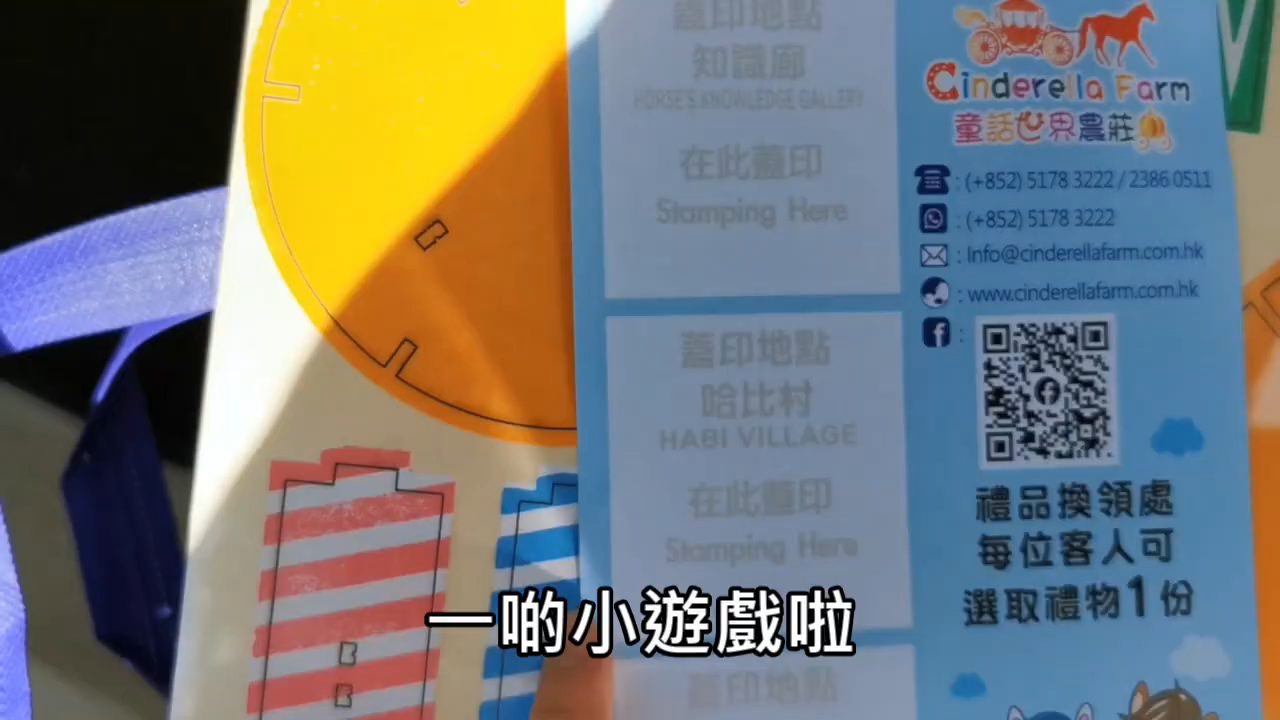 蓋印地點
知識廊
HORSE'S KNOWLEDGE GALLERY
在此蓋印
Stamping Here
蓋印地點
哈比村
HABI VILLAGE
在此蓋印
Stamping Here
蓋印地點
Cinderella Farm
童話世界農莊
: (+852) 5178 3222 / 2386 0511
: (+852) 5178 3222
: Info@cinderellafarm.com.hk
: www.cinderellafarm.com.hk
:
禮品換領處
每位客人可
選取禮物1份
一啲小遊戲啦